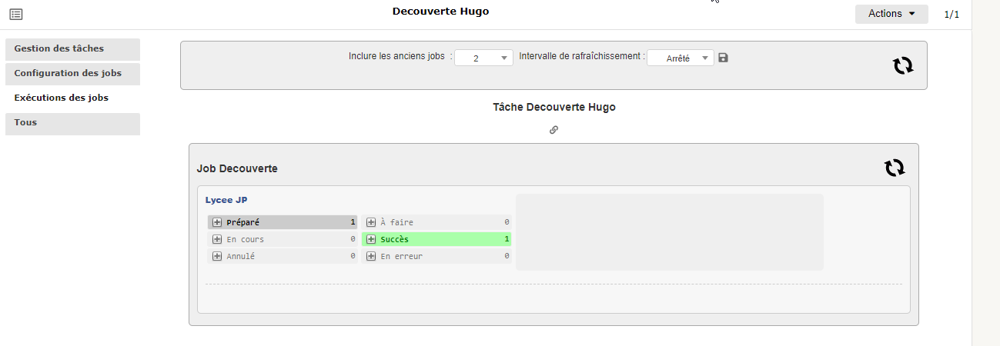 Decouverte Hugo
Actions
1/1
Gestion des tâches
Configuration des jobs
Exécutions des jobs
Tous
Inclure les anciens jobs : 2 Intervalle de rafraîchissement : Arrêté
Tâche Decouverte Hugo
Job Decouverte
Lycee JP
Préparé 1 À faire 0
En cours 0 Succès 1
Annulé 0 En erreur 0